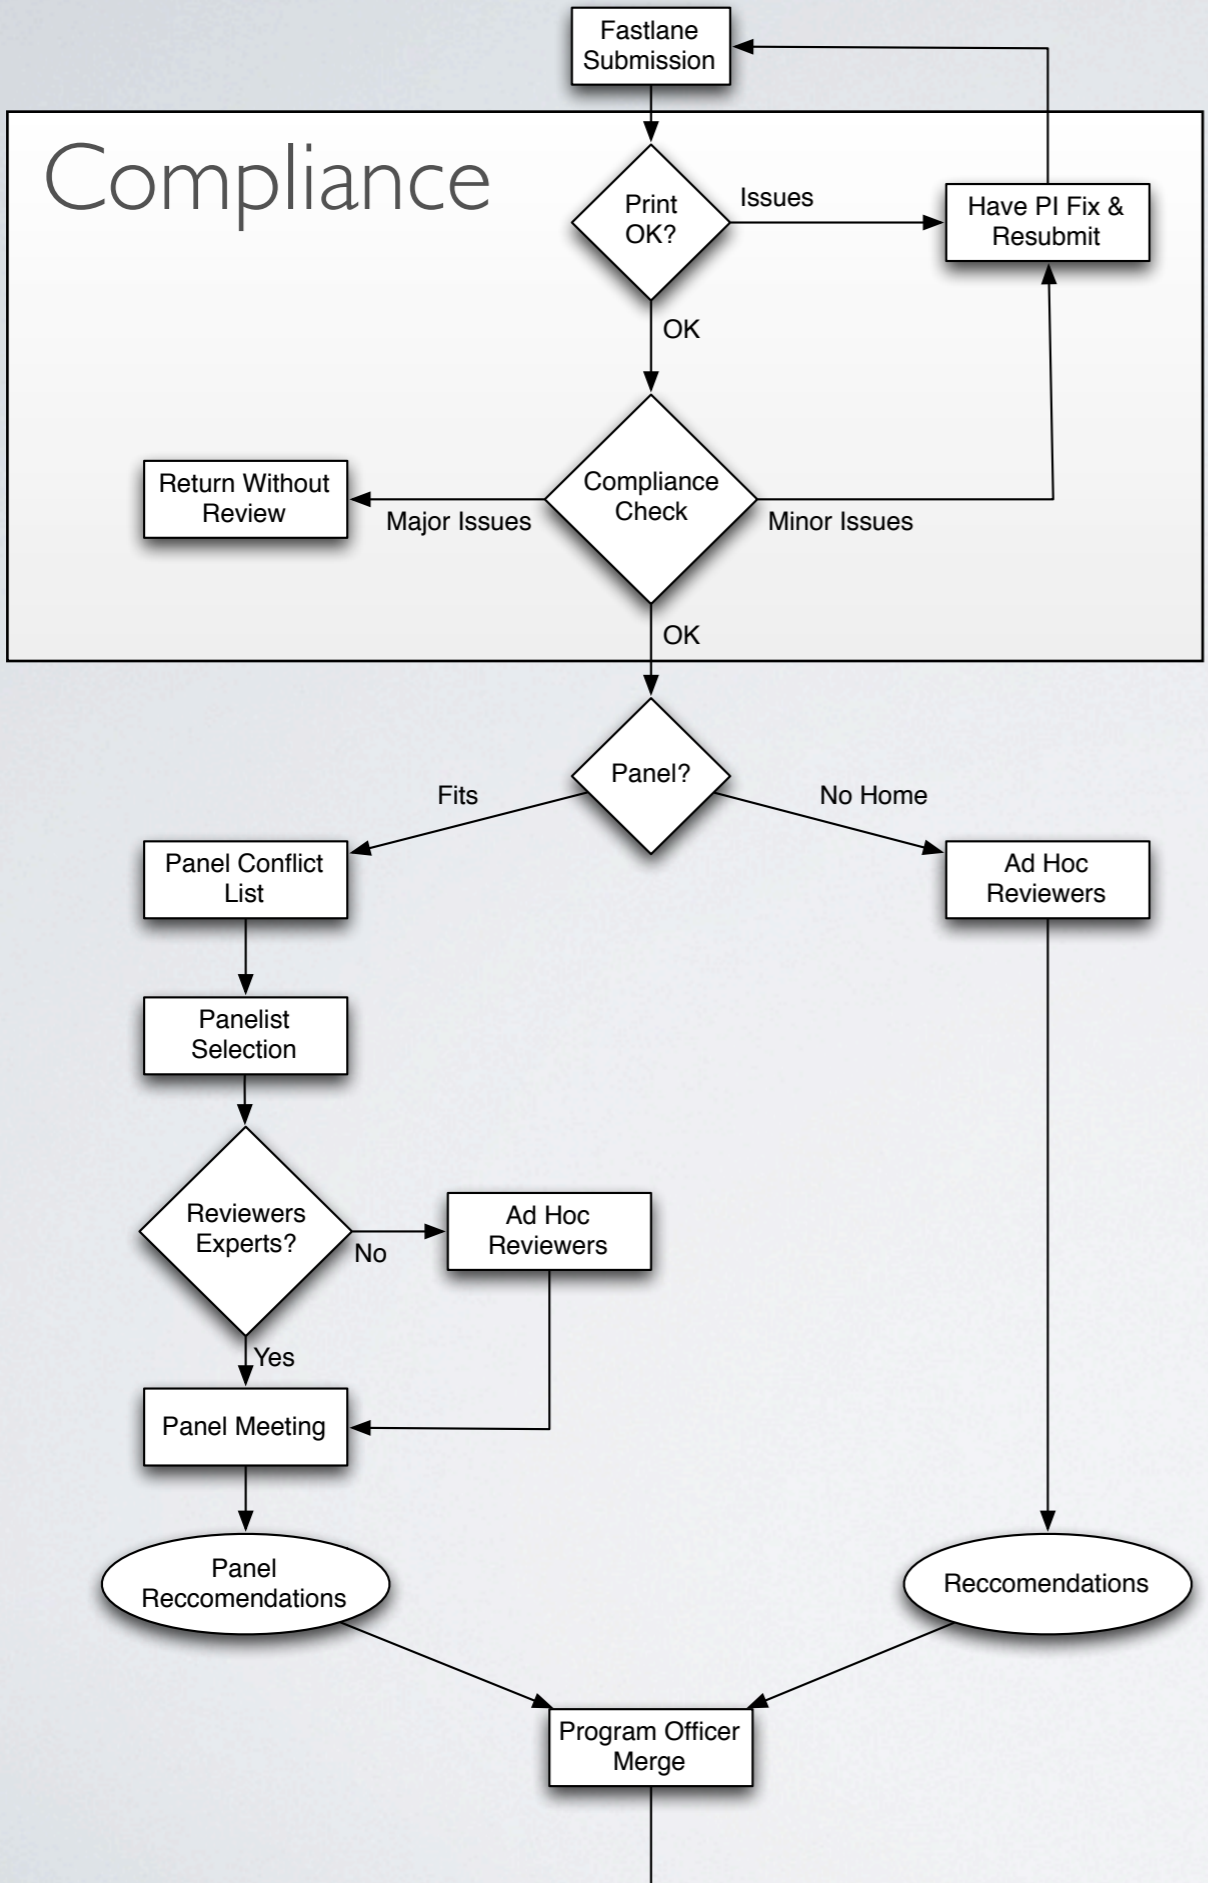 Fastlane
Submission
Compliance
Print
OK?
Issues
Have PI Fix &
Resubmit
OK
Compliance
Check
Return Without
Review
Major Issues
Minor Issues
OK
Panel?
Fits
No Home
Panel Conflict
List
Ad Hoc
Reviewers
Panelist
Selection
Reviewers
Experts?
No
Ad Hoc
Reviewers
Yes
Panel Meeting
Panel
Reccomendations
Reccomendations
Program Officer
Merge